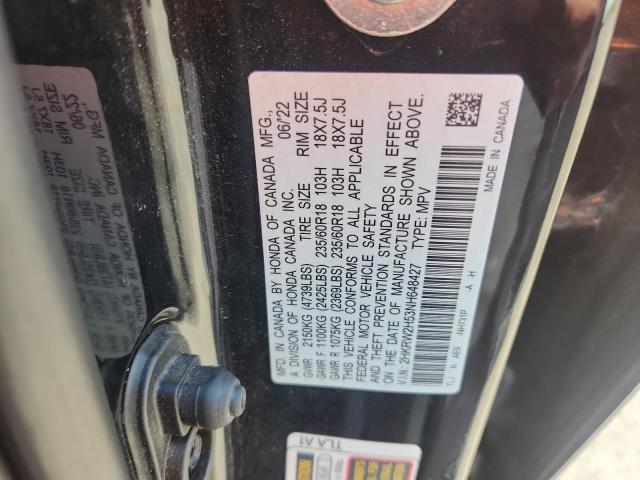 MFD. IN CANADA BY HONDA OF CANADA MFG.,
A DIVISION OF HONDA CANADA INC. 06/22
GVWR 2150KG (4739LBS) TIRE SIZE RIM SIZE
GAWR F 1100KG (2425LBS) 235/60R18 103H 18X7.5J
GAWR R 1075KG (2369LBS) 235/60R18 103H 18X7.5J
THIS VEHICLE CONFORMS TO ALL APPLICABLE
FEDERAL MOTOR VEHICLE SAFETY
AND THEFT PREVENTION STANDARDS IN EFFECT
ON THE DATE OF MANUFACTURE SHOWN ABOVE.
V.I.N. 2HKRW2H53NH648427 TYPE: MPV
NH731P -A -H
MADE IN CANADA
TLA A1